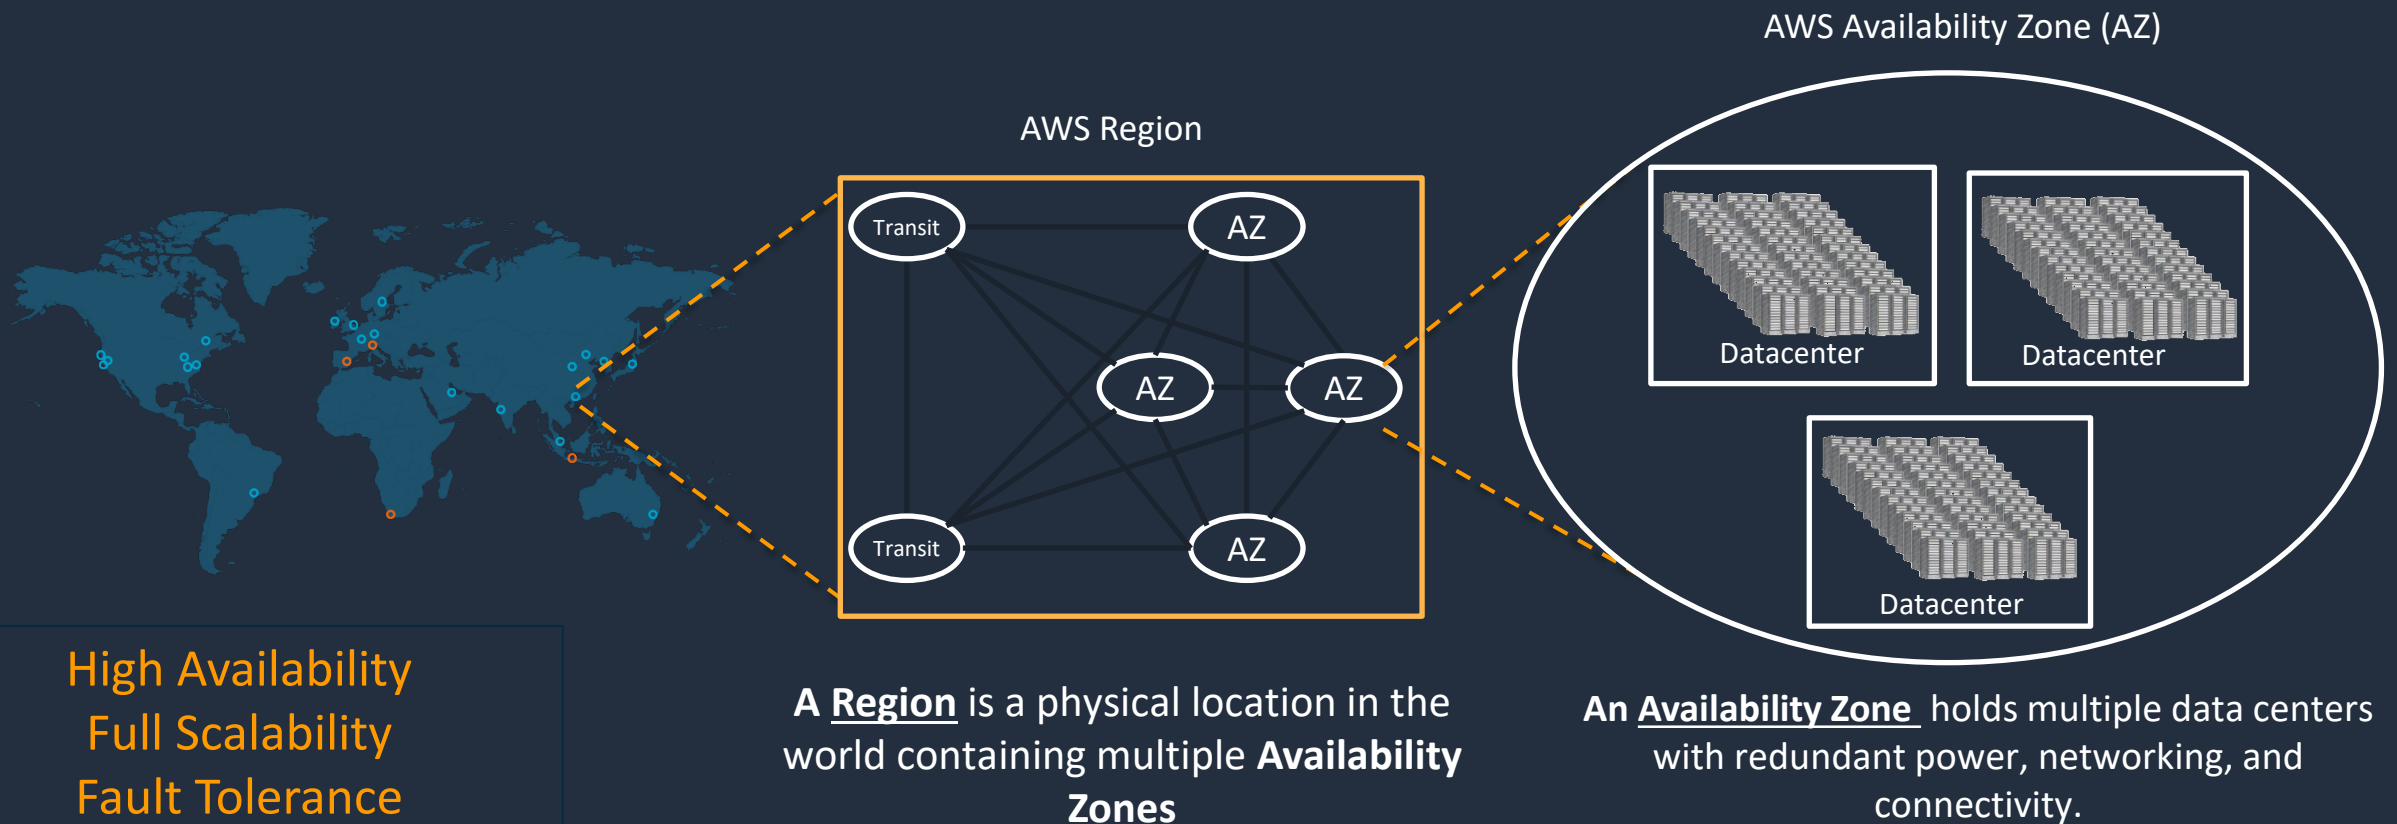 AWS Availability Zone (AZ)
AWS Region
Transit
AZ
AZ
AZ
Transit
AZ
Datacenter
Datacenter
Datacenter
High Availability
Full Scalability
Fault Tolerance
A Region is a physical location in the
world containing multiple Availability
Zones
An Availability Zone holds multiple data centers
with redundant power, networking, and
connectivity.